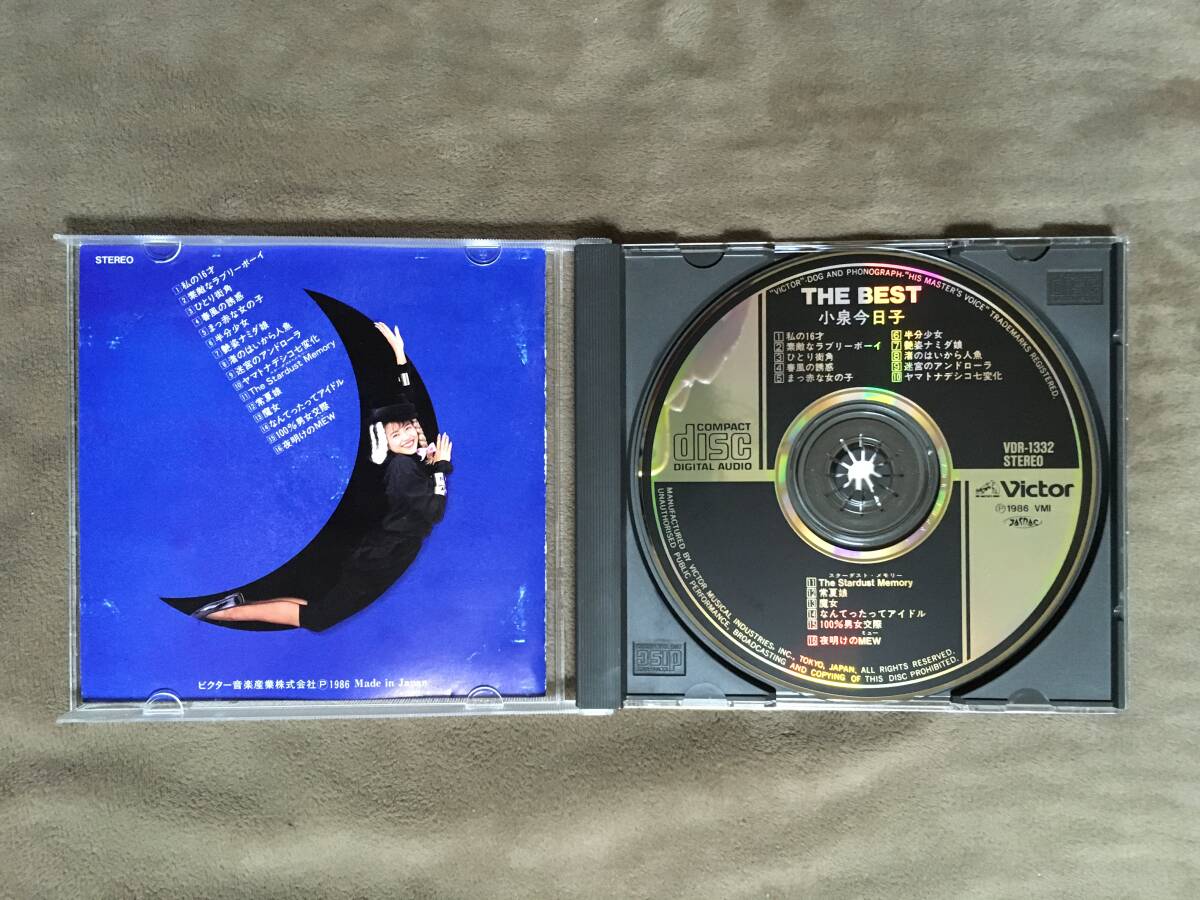 STEREO
1 私の16才
2 素敵なラブリーボーイ
3 ひとり街角
4 春風の誘惑
5 まっ赤な女の子
6 半分少女
7 艶姿ナミダ娘
8 渚のはいから人魚
9 迷宮のアンドローラ
10 ヤマトナデシコ七変化
11 The Stardust Memory
12 常夏娘
13 魔女
14 なんてったってアイドル
15 100%男女交際
16 夜明けのMEW
ビクター音楽産業株式会社 Ⓟ 1986 Made in Japan
"VICTOR"-DOG AND PHONOGRAPH-"HIS MASTER'S VOICE" TRADEMARKS REGISTERED.
THE BEST
小泉今日子
1 私の16才
2 素敵なラブリーボーイ
3 ひとり街角
4 春風の誘惑
5 まっ赤な女の子
6 半分少女
7 艶姿ナミダ娘
8 渚のはいから人魚
9 迷宮のアンドローラ
10 ヤマトナデシコ七変化
COMPACT
disc
DIGITAL AUDIO
VDR-1332
STEREO
Victor
Ⓟ1986 VMI
JASRAC
スターダスト・メモリー
11 The Stardust Memory
12 常夏娘
13 魔女
14 なんてったってアイドル
15 100%男女交際
ミュー
16 夜明けのMEW
MANUFACTURED BY VICTOR MUSICAL INDUSTRIES, INC., TOKYO, JAPAN. ALL RIGHTS RESERVED.
UNAUTHORISED PUBLIC PERFORMANCE, BROADCASTING AND COPYING OF THIS DISC PROHIBITED.